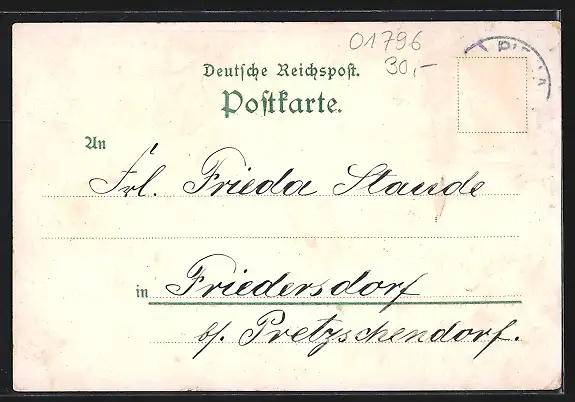 01796
30,-
Deutsche Reichspost.
Postkarte.
An
Frl. Frieda Staude
in Friedersdorf
b/. Pretzschendorf.